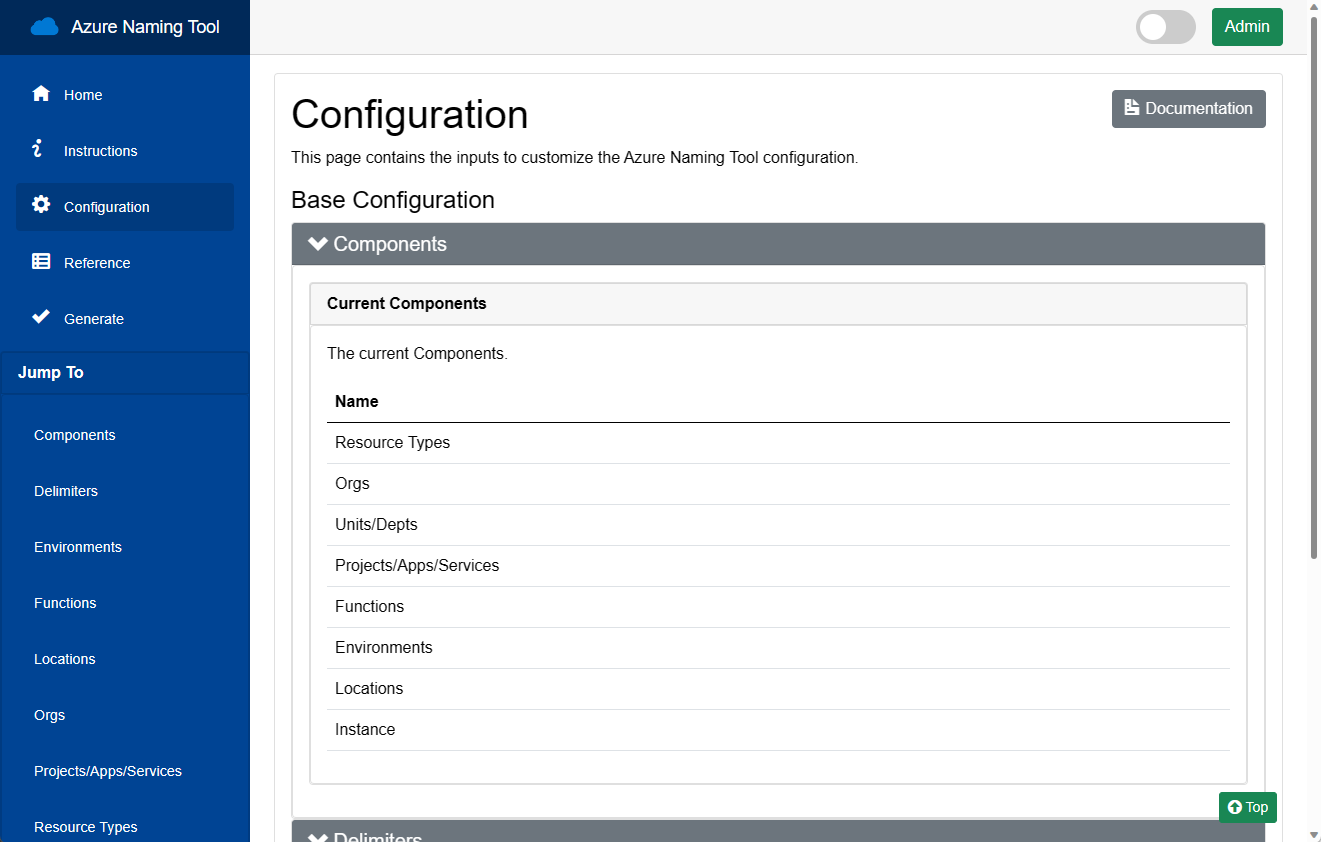 Azure Naming Tool
Admin
Home
Instructions
Configuration
Reference
Generate
Jump To
Components
Delimiters
Environments
Functions
Locations
Orgs
Projects/Apps/Services
Resource Types
Configuration
Documentation
This page contains the inputs to customize the Azure Naming Tool configuration.
Base Configuration
Components
Current Components
The current Components.
Name
Resource Types
Orgs
Units/Depts
Projects/Apps/Services
Functions
Environments
Locations
Instance
Top
Delimiters